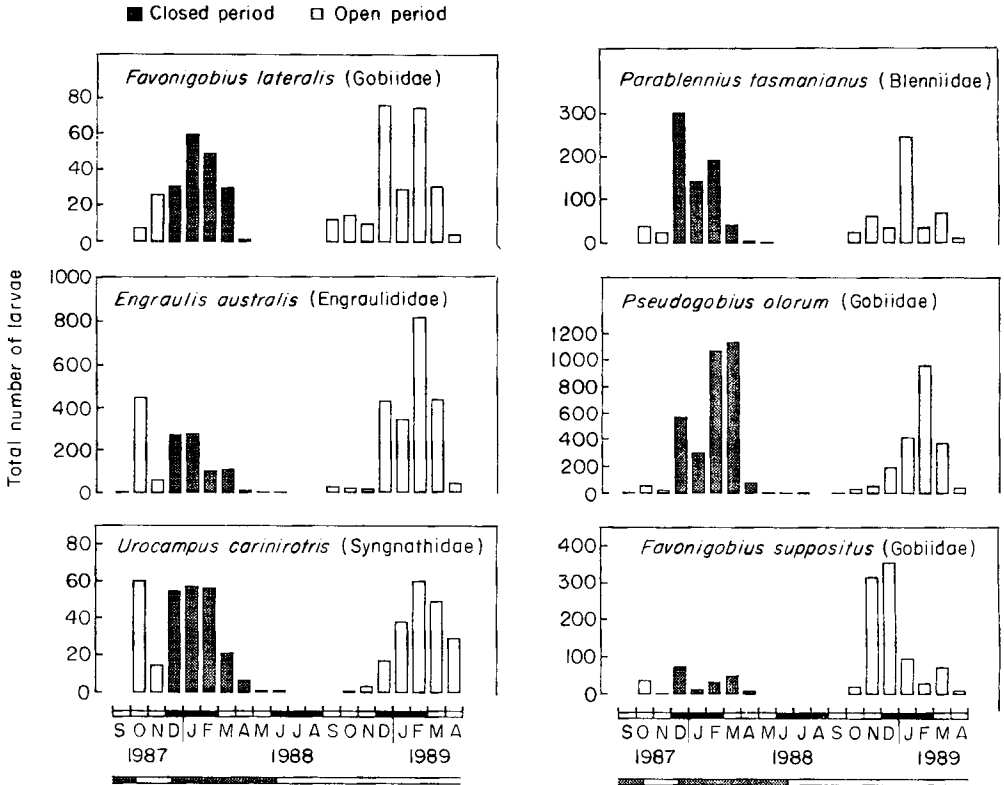 Closed period Open period
Favonigobius lateralis (Gobiidae)
80
60
40
20
0
Parablennius tasmanianus (Blenniidae)
300
200
100
0
Total number of larvae
Engraulis australis (Engraulididae)
1000
800
600
400
200
0
Pseudogobius olorum (Gobiidae)
1200
1000
800
600
400
200
0
Urocampus carinirotris (Syngnathidae)
80
60
40
20
0
Favonigobius suppositus (Gobiidae)
400
300
200
100
0
S O N D J F M A M J J A S O N D J F M A
1987 1988 1989
S O N D J F M A M J J A S O N D J F M A
1987 1988 1989